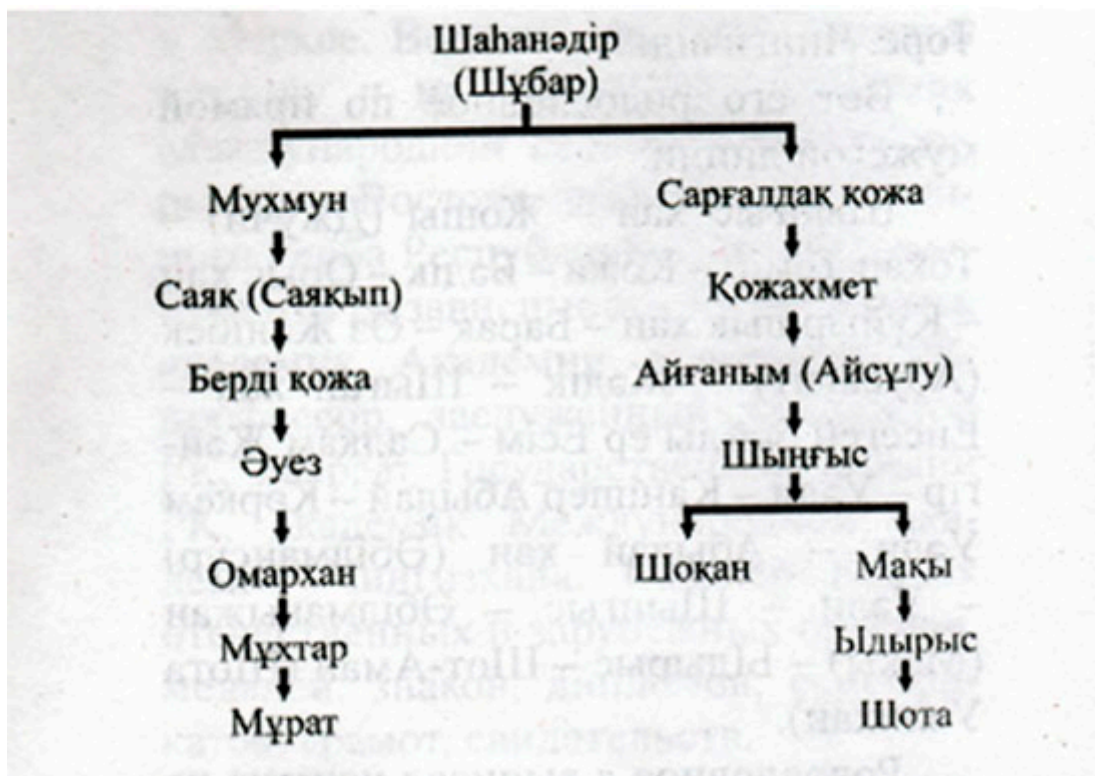 Шаһанәдір
(Шұбар)
Мухмун
Сарғалдақ қожа
Саяқ (Саяқып)
Қожахмет
Берді қожа
Айғаным (Айсұлу)
Әуез
Шыңғыс
Омархан
Шоқан
Мақы
Мұхтар
Ыдырыс
Мұрат
Шота